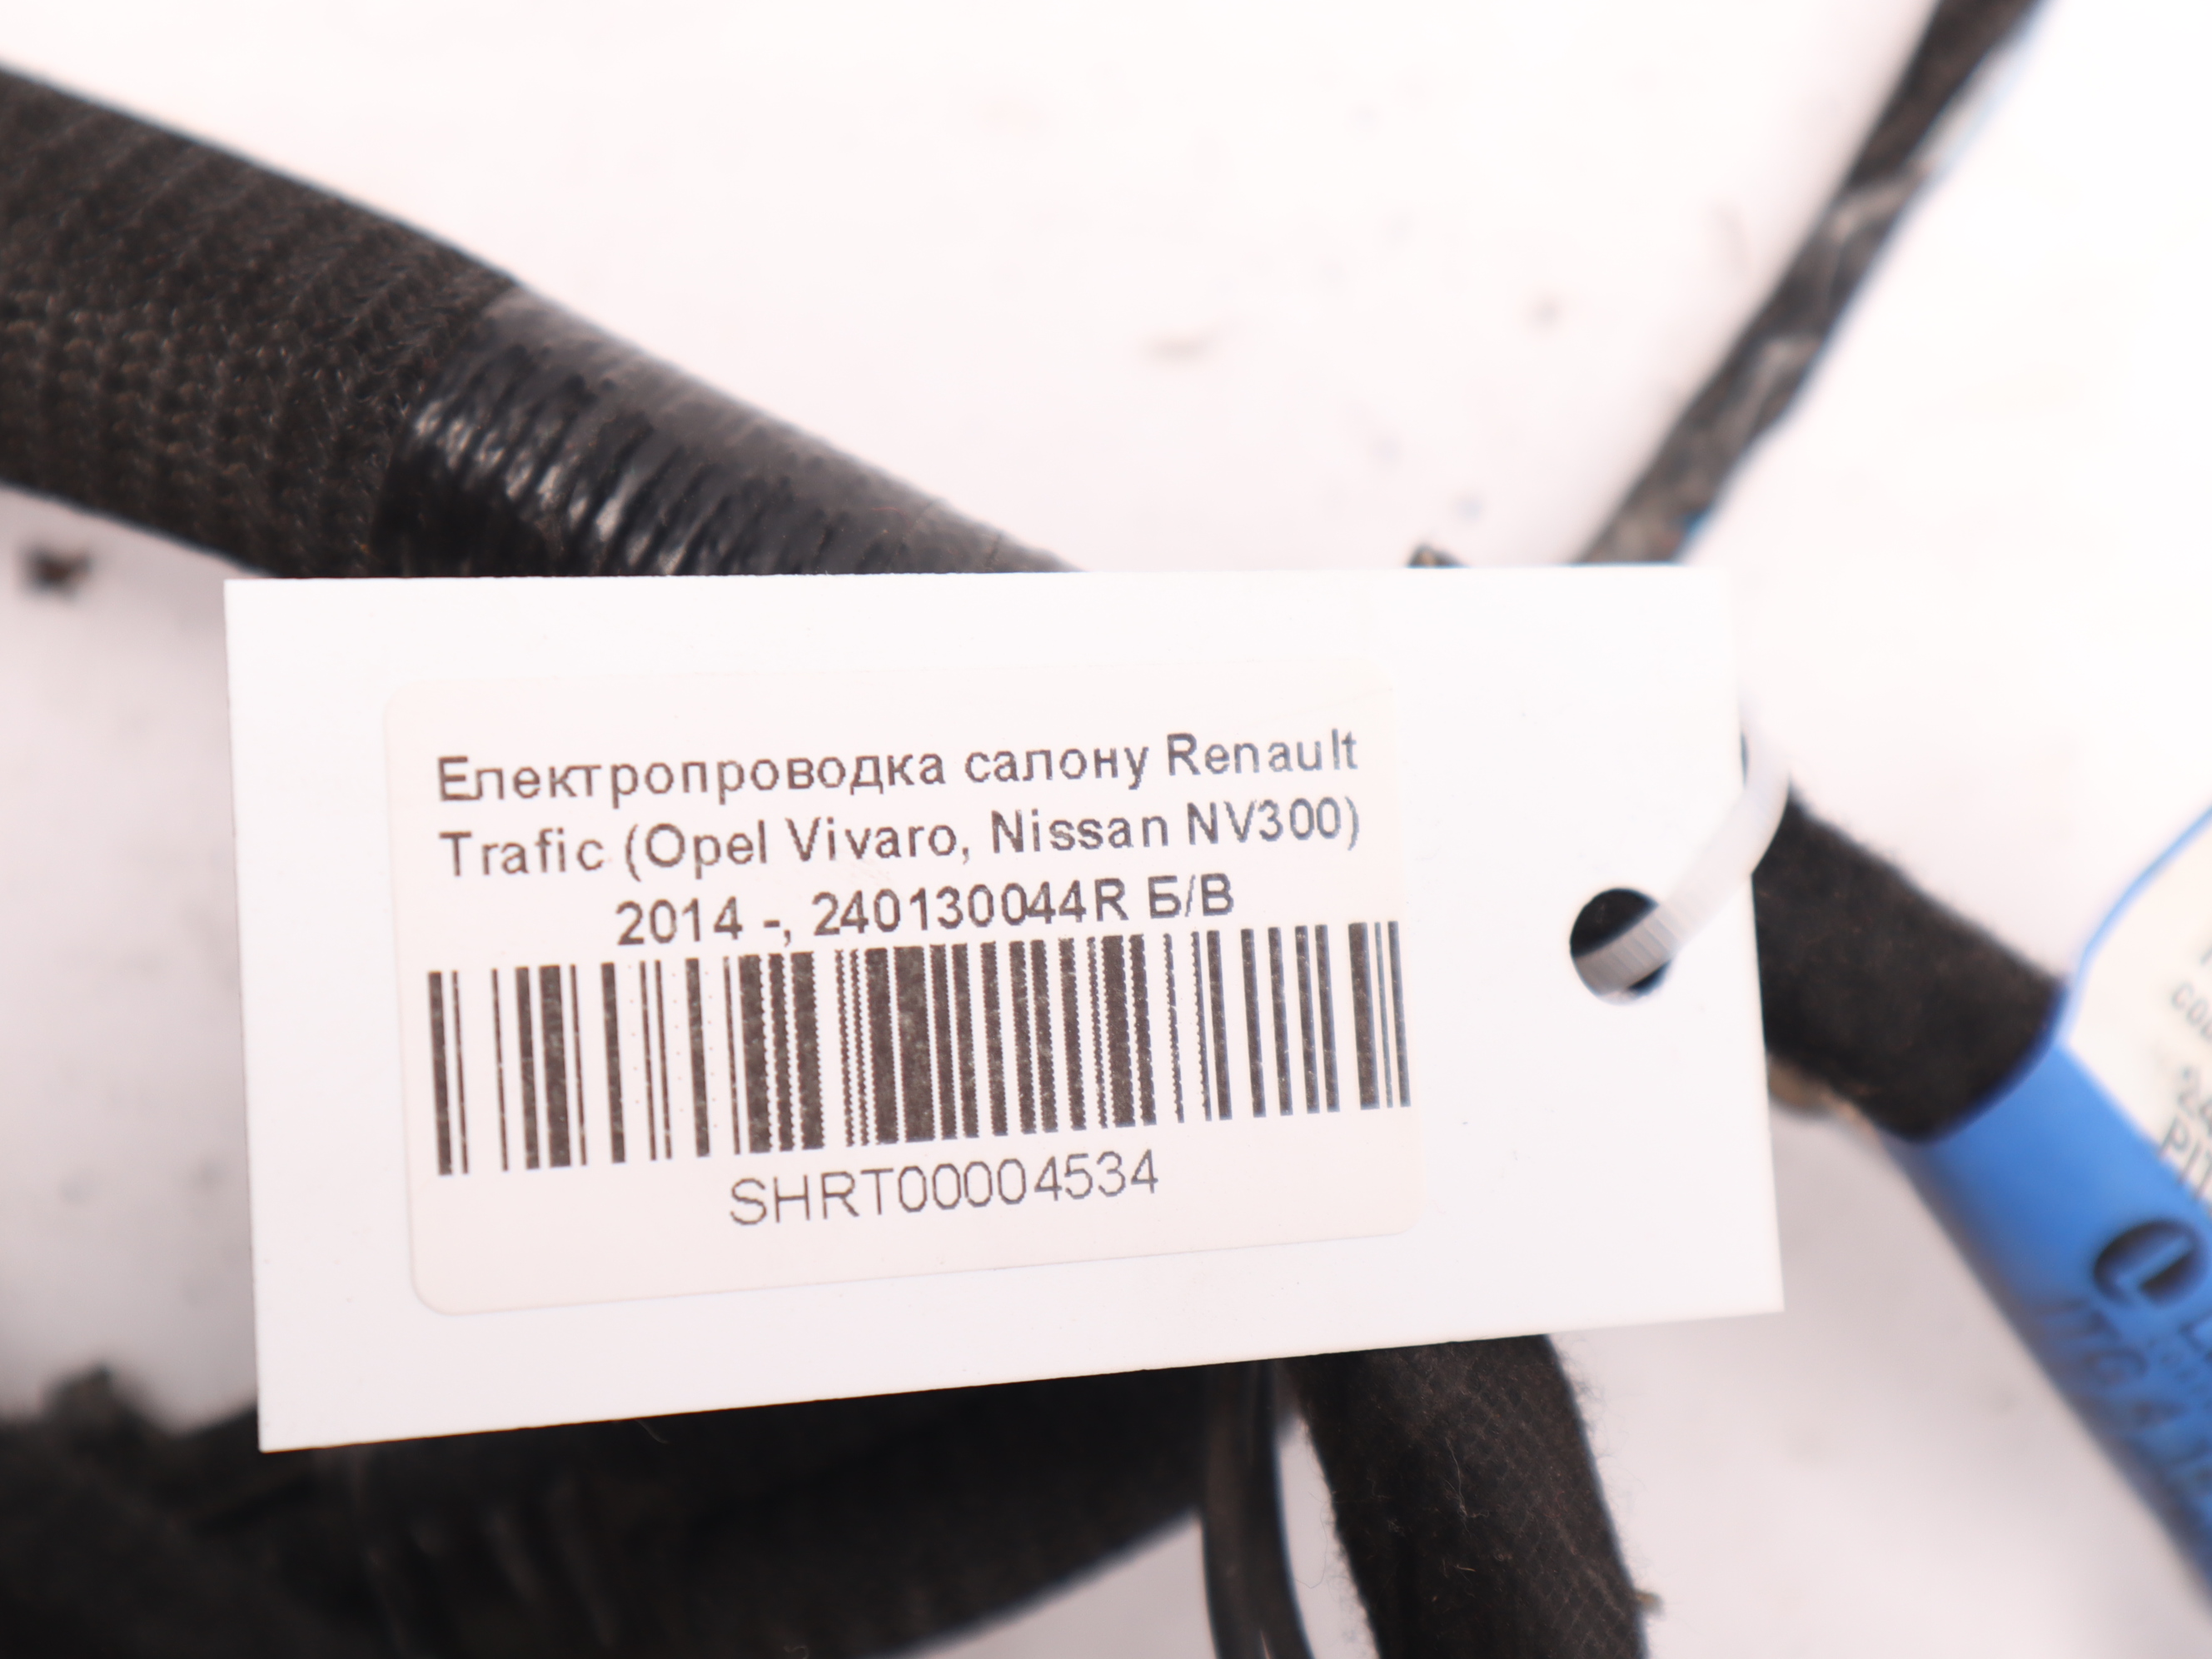 Електропроводка салону Renault
Trafic (Opel Vivaro, Nissan NV300)
2014 -, 240130044R Б/В
SHRT00004534